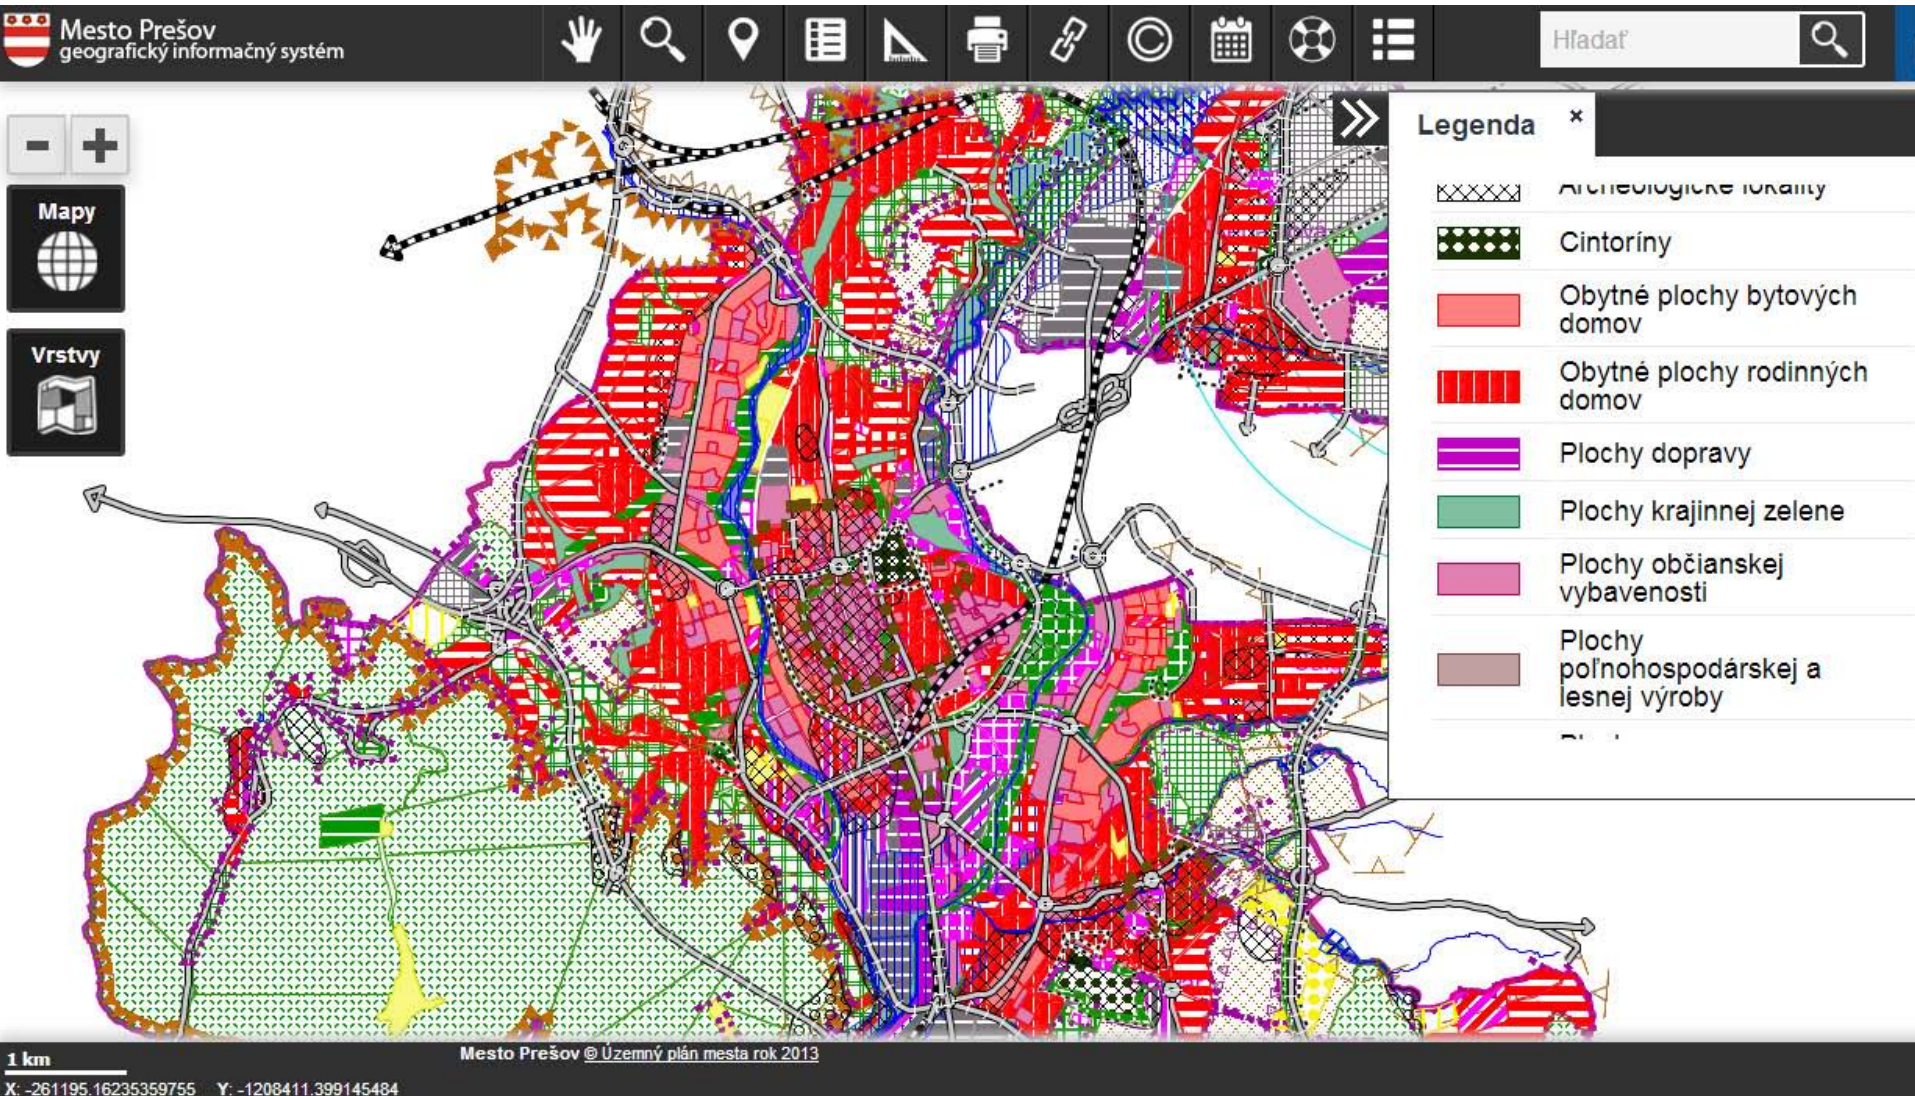 Mesto Prešov
geografický informačný systém
Hľadať
Legenda
Mapy
Vrstvy
Archeologické lokality
Cintoríny
Obytné plochy bytových
domov
Obytné plochy rodinných
domov
Plochy dopravy
Plochy krajinnej zelene
Plochy občianskej
vybavenosti
Plochy
poľnohospodárskej a
lesnej výroby
1 km
Mesto Prešov © Územný plán mesta rok 2013
X: -261195.16235359755 Y: -1208411.399145484